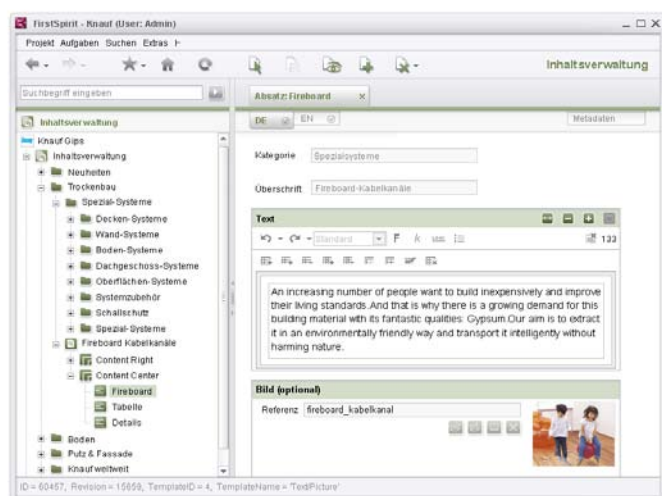 FirstSpirit - Knauf (User: Admin)
Projekt Aufgaben Suchen Extras
Inhaltsverwaltung
Suchbegriff eingeben
Absatz: Fireboard ×
Inhaltsverwaltung
DE EN Metadaten
Knauf Gips
Inhaltsverwaltung
Neuheiten
Trockenbau
Spezial-Systeme
Decken-Systeme
Wand-Systeme
Boden-Systeme
Dachgeschoss-Systeme
Oberflächen-Systeme
Systemzubehör
Schallschutz
Spezial-Systeme
Fireboard Kabelkanäle
Content Right
Content Center
Fireboard
Tabelle
Details
Boden
Putz & Fassade
Knauf weltweit
Kategorie Spezialsysteme
Überschrift Fireboard-Kabelkanäle
Text
Standard F k 133
An increasing number of people want to build inexpensively and improve
their living standards.And that is why there is a growing demand for this
building material with its fantastic qualities: Gypsum.Our aim is to extract
it in an environmentally friendly way and transport it intelligently without
harming nature.
Bild (optional)
Referenz fireboard_kabelkanal
ID = 60457, Revision = 15659, TemplateID = 4, TemplateName = 'TextPicture'